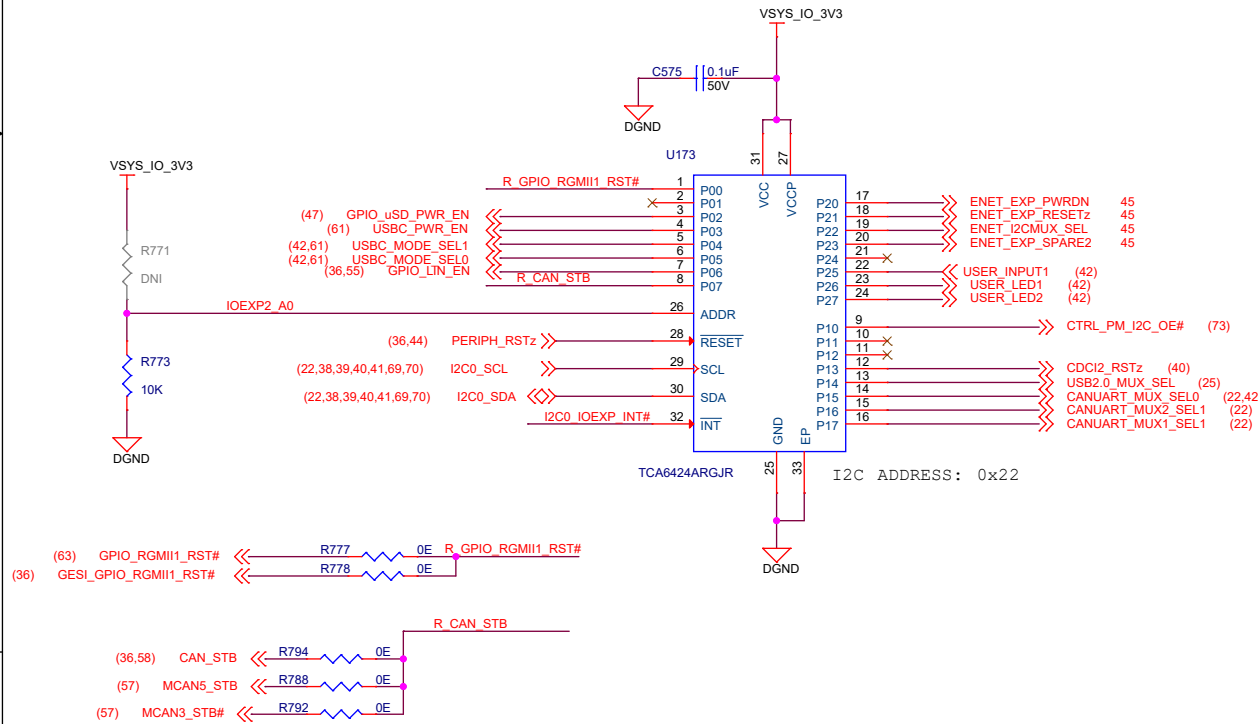 VSYS_IO_3V3
C575 0.1uF
50V
DGND
VSYS_IO_3V3
U173
31 27
VCC VCCP
R_GPIO_RGMII1_RST# 1 P00
2 P01
(47) GPIO_uSD_PWR_EN 3 P02
(61) USBC_PWR_EN 4 P03
(42,61) USBC_MODE_SEL1 5 P04
(42,61) USBC_MODE_SEL0 6 P05
(36,55) GPIO_LIN_EN 7 P06
R_CAN_STB 8 P07
P20 17 ENET_EXP_PWRDN 45
P21 18 ENET_EXP_RESETz 45
P22 19 ENET_I2CMUX_SEL 45
P23 20 ENET_EXP_SPARE2 45
P24 21
P25 22 USER_INPUT1 (42)
P26 23 USER_LED1 (42)
P27 24 USER_LED2 (42)
R771
DNI
IOEXP2_A0 26 ADDR
P10 9 CTRL_PM_I2C_OE# (73)
P11 10
P12 11
P13 12 CDCI2_RSTz (40)
P14 13 USB2.0_MUX_SEL (25)
P15 14 CANUART_MUX_SEL0 (22,42
P16 15 CANUART_MUX2_SEL1 (22)
P17 16 CANUART_MUX1_SEL1 (22)
(36,44) PERIPH_RSTz 28 RESET
(22,38,39,40,41,69,70) I2C0_SCL 29 SCL
(22,38,39,40,41,69,70) I2C0_SDA 30 SDA
I2C0_IOEXP_INT# 32 INT
R773
10K
DGND
GND EP
25 33
TCA6424ARGJR
I2C ADDRESS: 0x22
DGND
(63) GPIO_RGMII1_RST# R777 0E R_GPIO_RGMII1_RST#
(36) GESI_GPIO_RGMII1_RST# R778 0E
R_CAN_STB
(36,58) CAN_STB R794 0E
(57) MCAN5_STB R788 0E
(57) MCAN3_STB# R792 0E